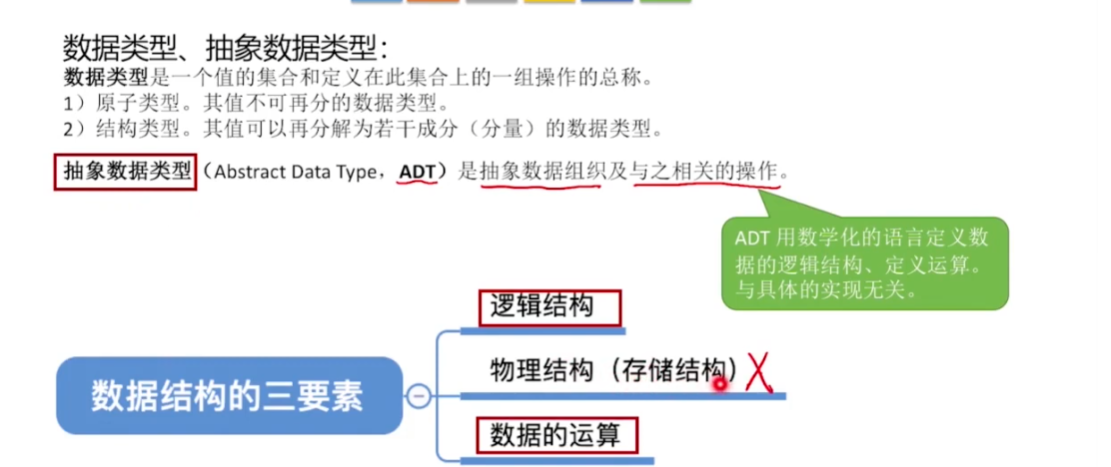 数据类型、抽象数据类型：
数据类型是一个值的集合和定义在此集合上的一组操作的总称。
1）原子类型。其值不可再分的数据类型。
2）结构类型。其值可以再分解为若干成分（分量）的数据类型。
抽象数据类型（Abstract Data Type，ADT）是抽象数据组织及与之相关的操作。
ADT 用数学化的语言定义数
据的逻辑结构、定义运算。
与具体的实现无关。
逻辑结构
物理结构（存储结构）X
数据结构的三要素
数据的运算